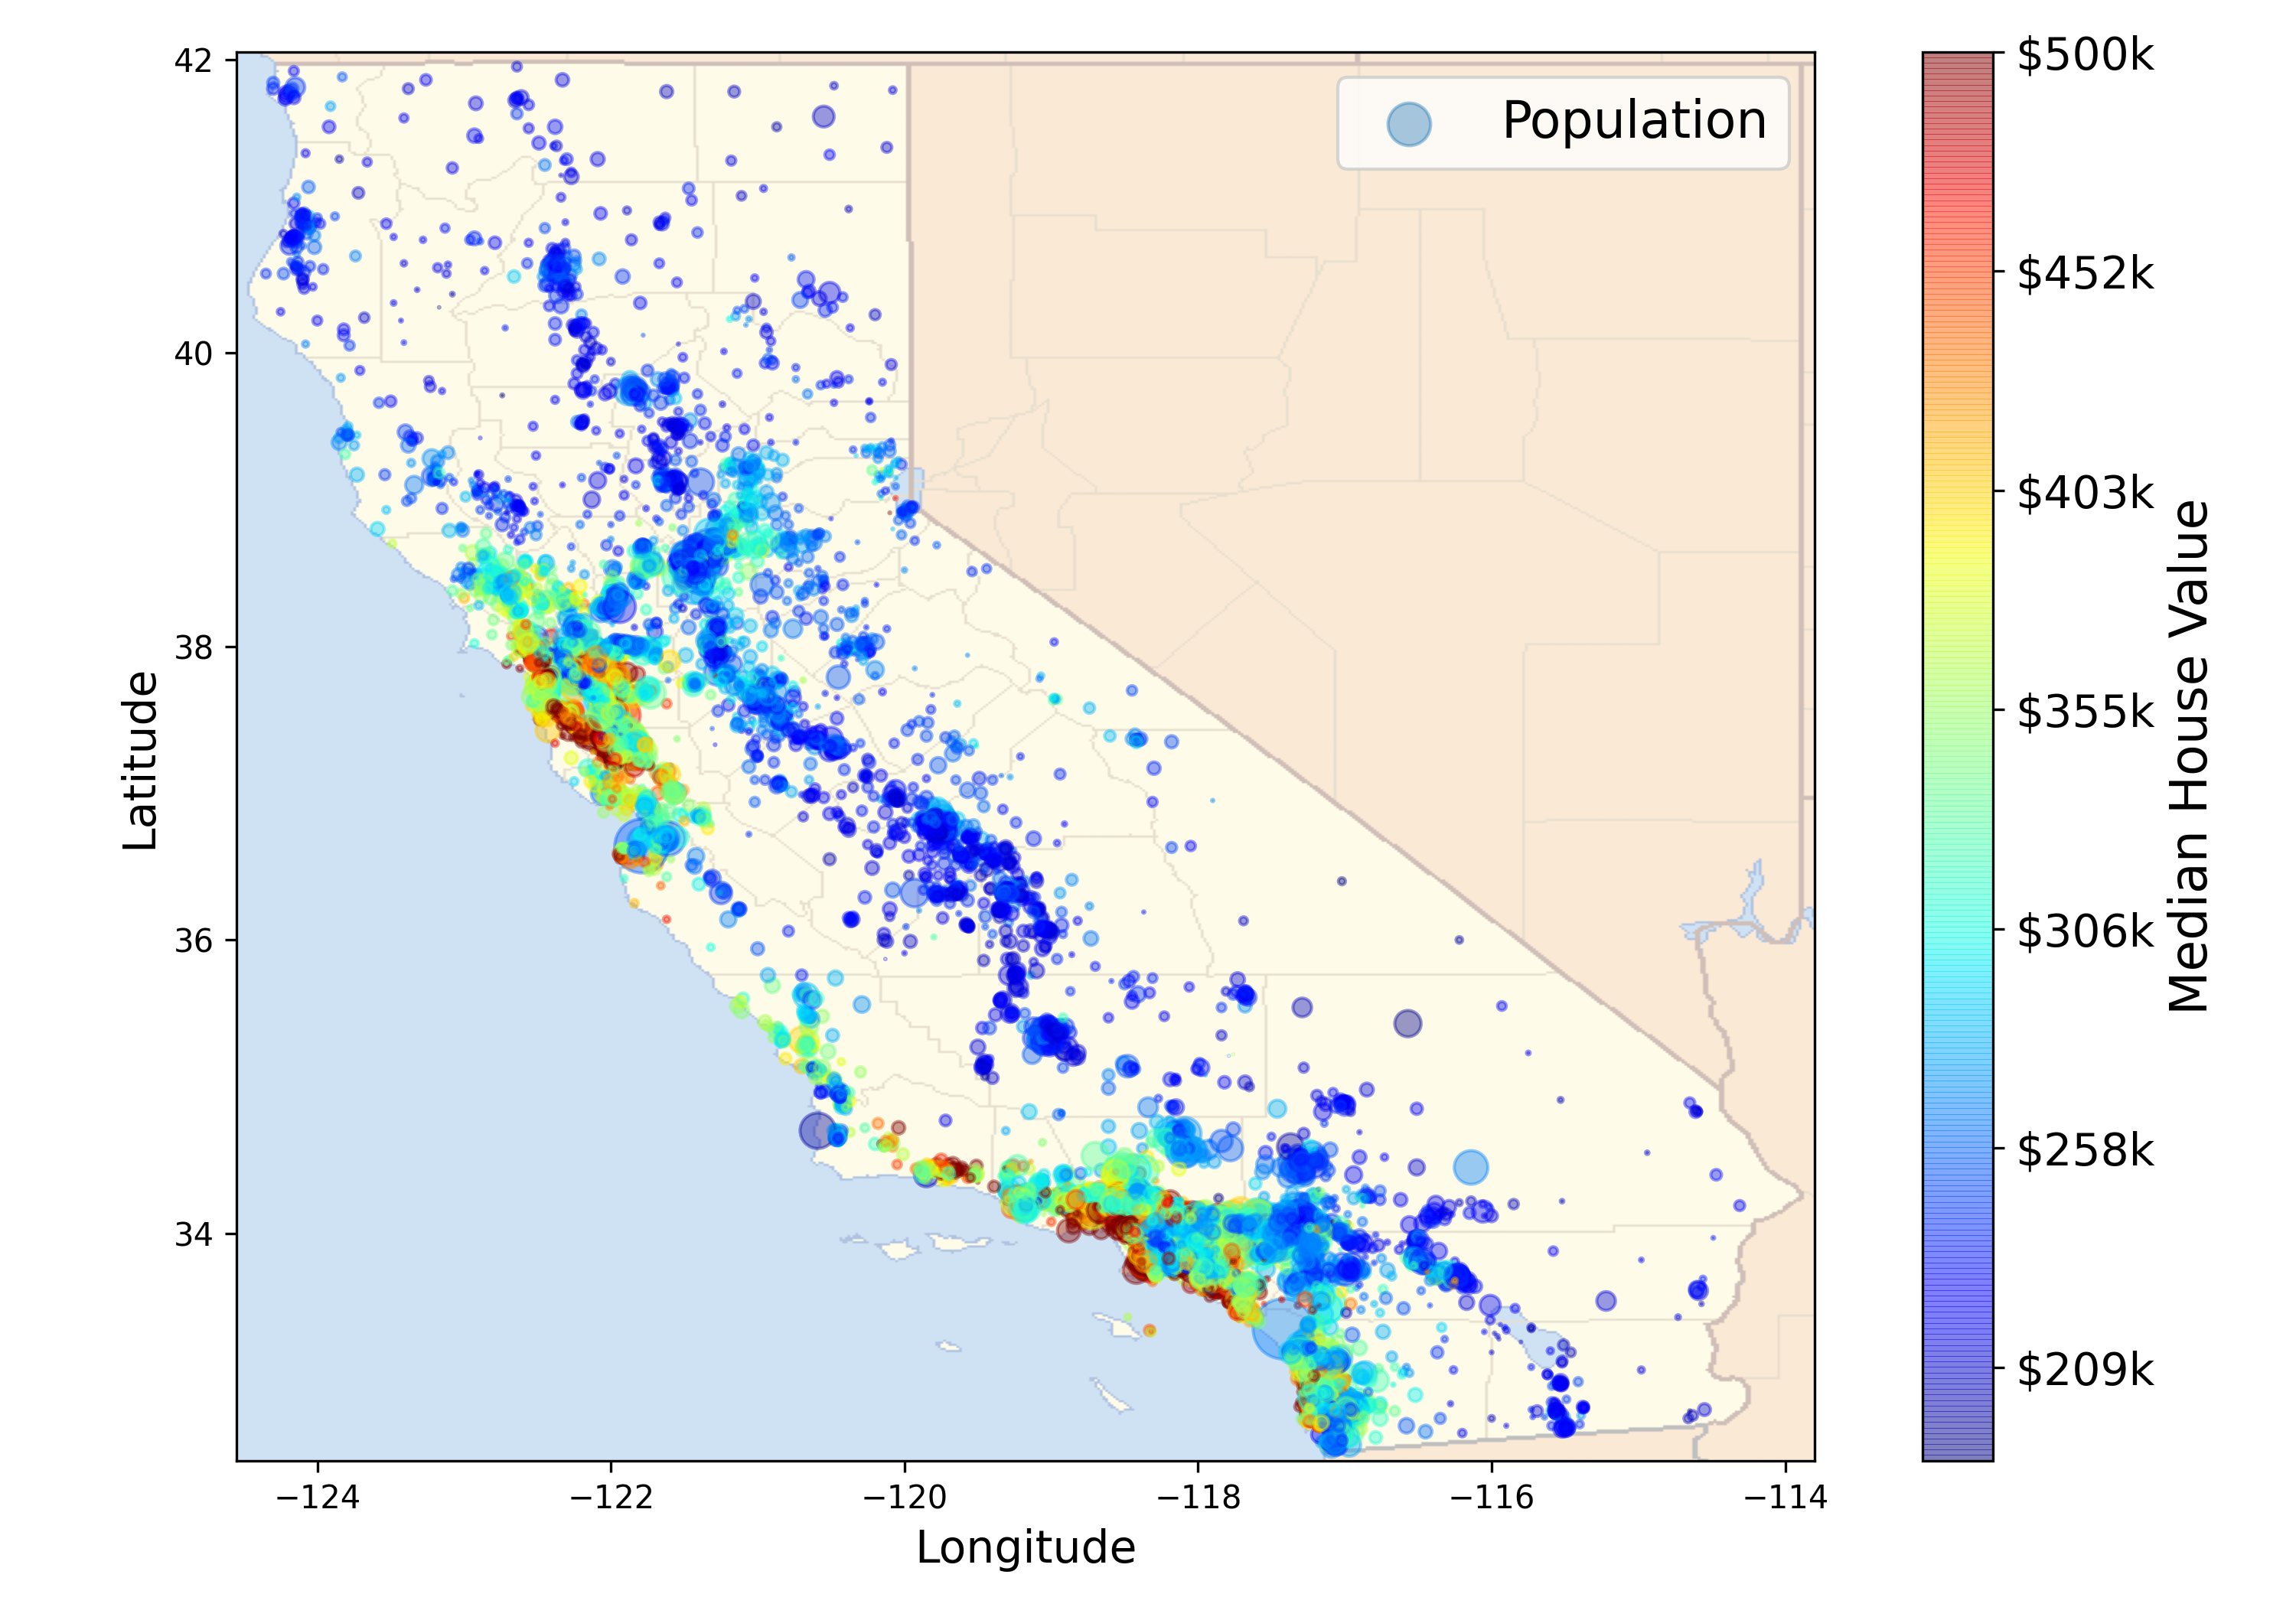 Population
42
40
38
36
34
Latitude
−124
−122
−120
−118
−116
−114
Longitude
$500k
$452k
$403k
$355k
$306k
$258k
$209k
Median House Value